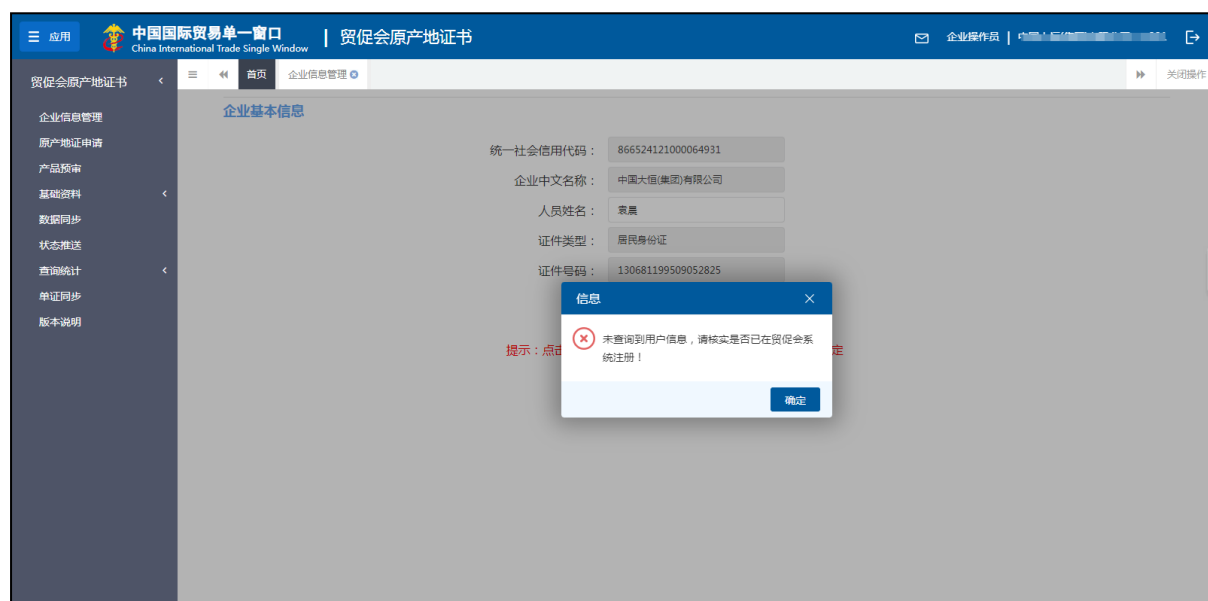 应用
中国国际贸易单一窗口
China International Trade Single Window
贸促会原产地证书
企业操作员
贸促会原产地证书
首页
企业信息管理
关闭操作
企业信息管理
原产地证申请
产品预审
基础资料
数据同步
状态推送
查询统计
单证同步
版本说明
企业基本信息
统一社会信用代码：
866524121000064931
企业中文名称：
中国大恒(集团)有限公司
人员姓名：
袁晨
证件类型：
居民身份证
证件号码：
130681199509052825
提示：点击
定
信息
未查询到用户信息，请核实是否已在贸促会系
统注册！
确定